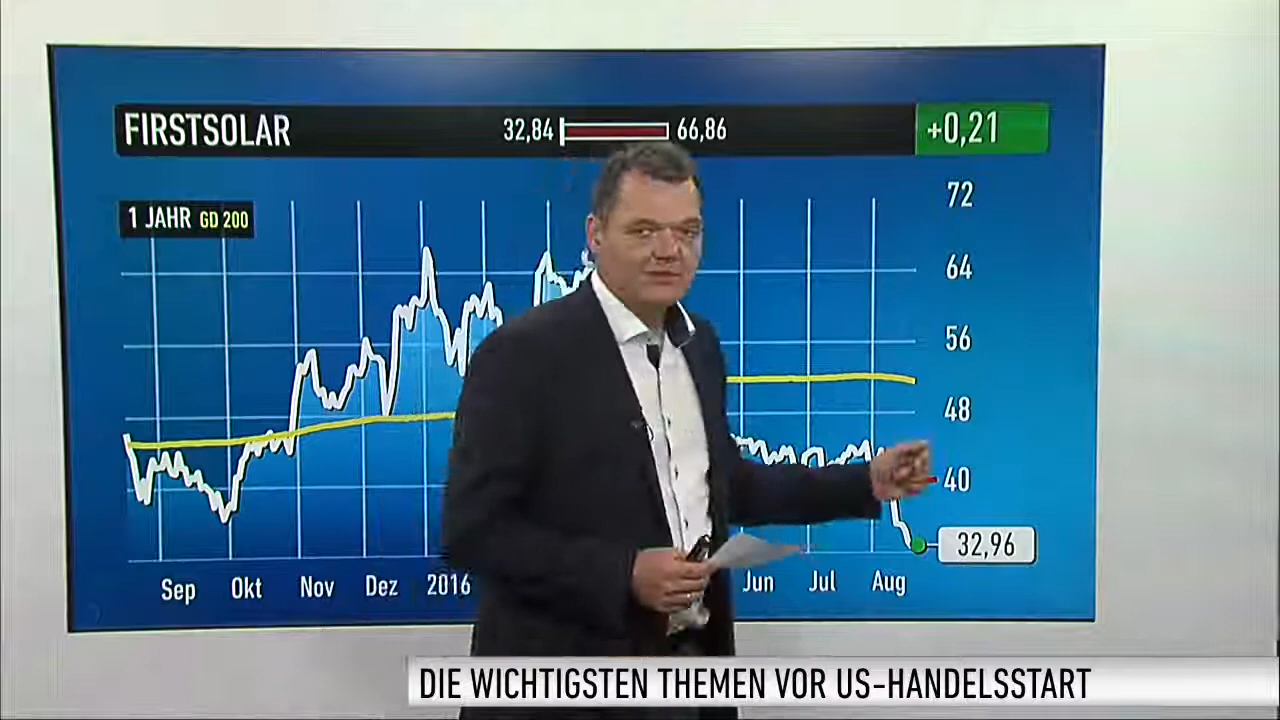 FIRSTSOLAR 32,84 66,86 +0,21
1 JAHR GD 200
72
64
56
48
40
32,96
Sep Okt Nov Dez 2016 Jun Jul Aug
DIE WICHTIGSTEN THEMEN VOR US-HANDELSSTART